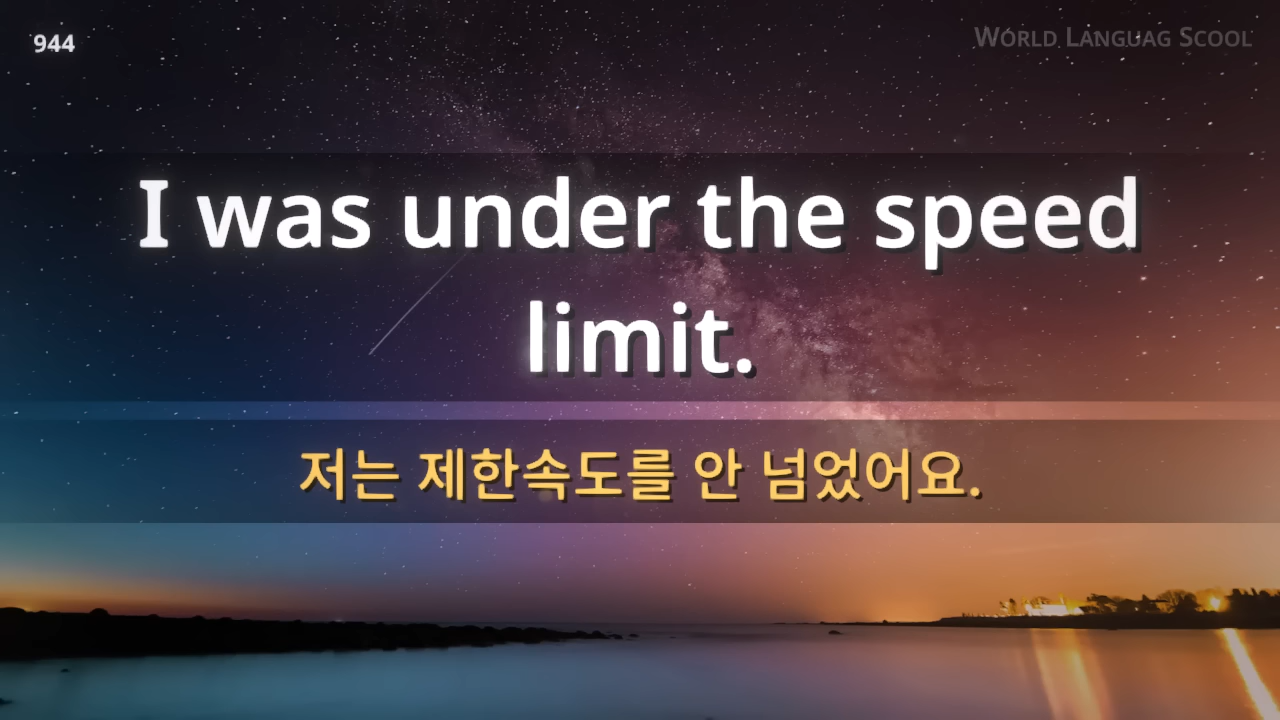 944
WORLD LANGUAG SCOOL
I was under the speed
limit.
저는 제한속도를 안 넘었어요.